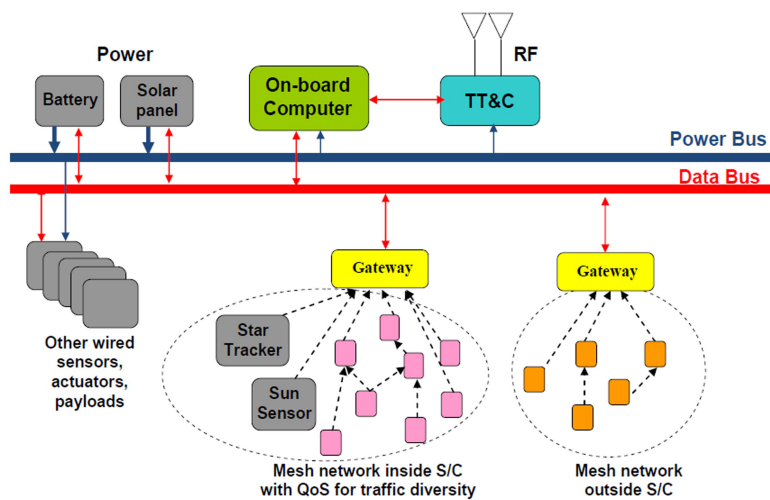 Power
RF
Battery
Solar
panel
On-board
Computer
TT&C
Power Bus
Data Bus
Gateway
Gateway
Star
Tracker
Sun
Sensor
Other wired
sensors,
actuators,
payloads
Mesh network inside S/C
with QoS for traffic diversity
Mesh network
outside S/C